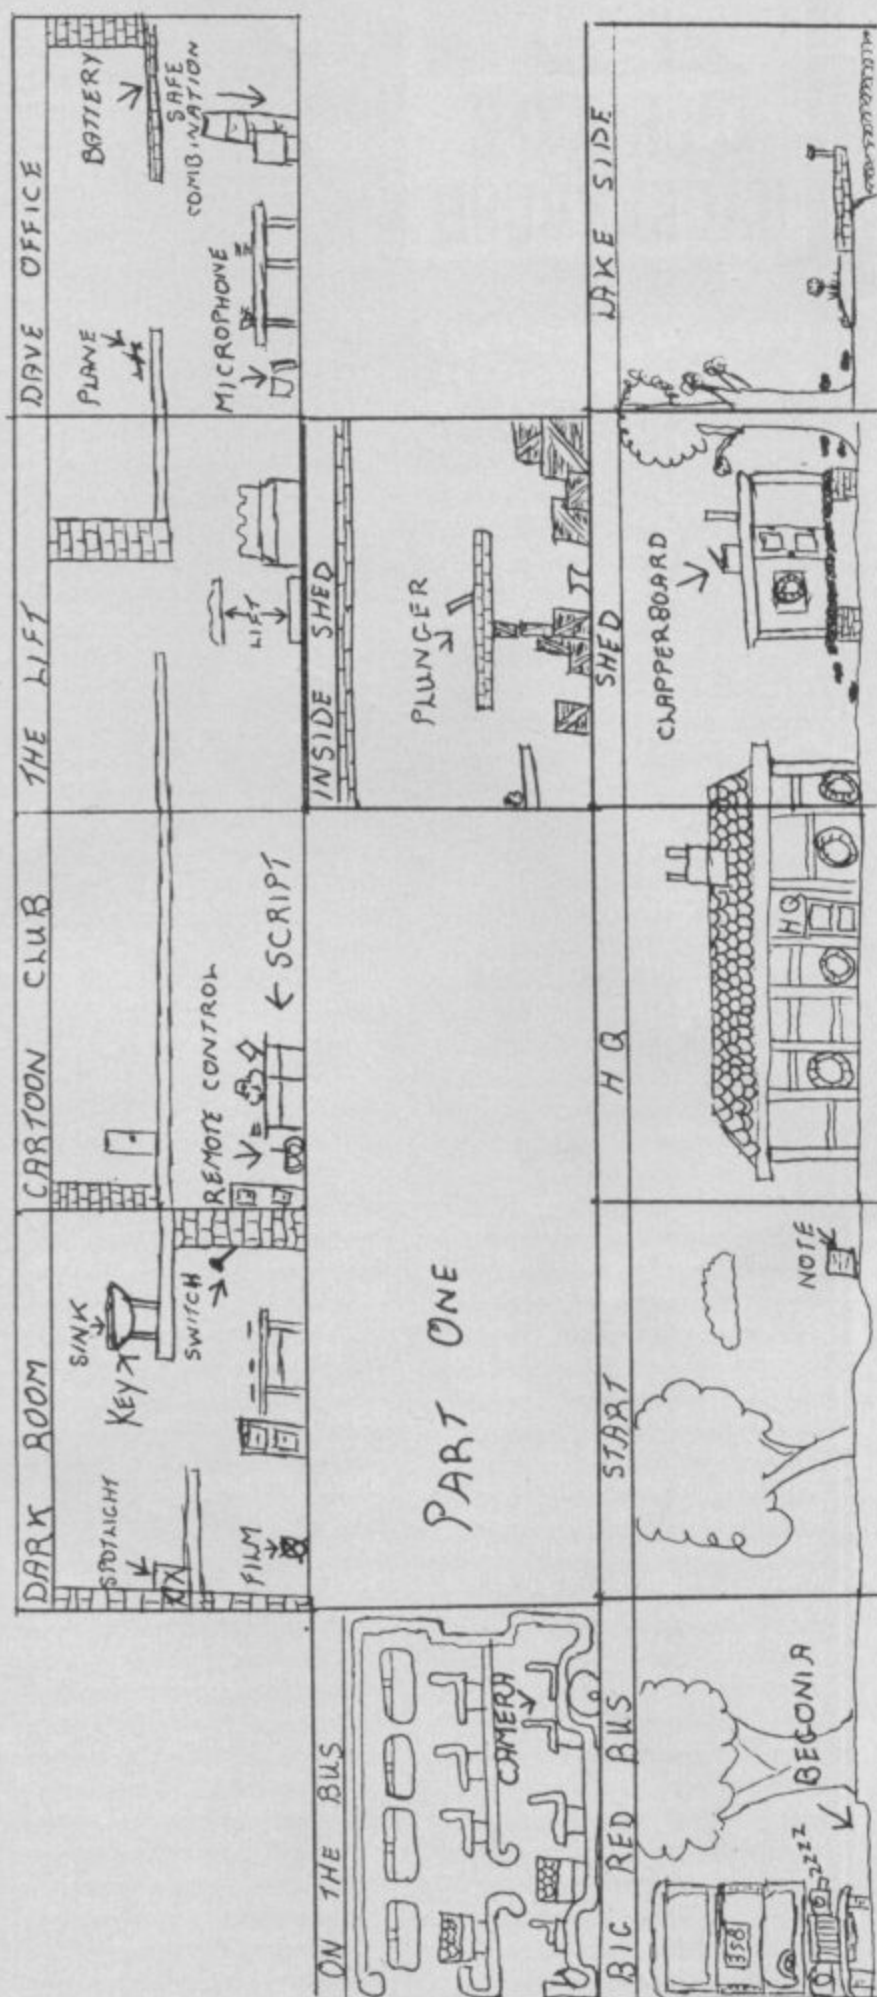 DARK ROOM
SPOTLIGHT
SINK
KEY
SWITCH
FILM
CARTOON CLUB
REMOTE CONTROL
SCRIPT
THE LIFT
LIFT
DAVE OFFICE
PLANE
BATTERY
SAFE
COMBINATION
MICROPHONE
ON THE BUS
CAMERA
PART ONE
INSIDE SHED
PLUNGER
BIG RED BUS
358
ZZZZ
BEGONIA
START
NOTE
HQ
HQ
SHED
CLAPPERBOARD
LAKE SIDE